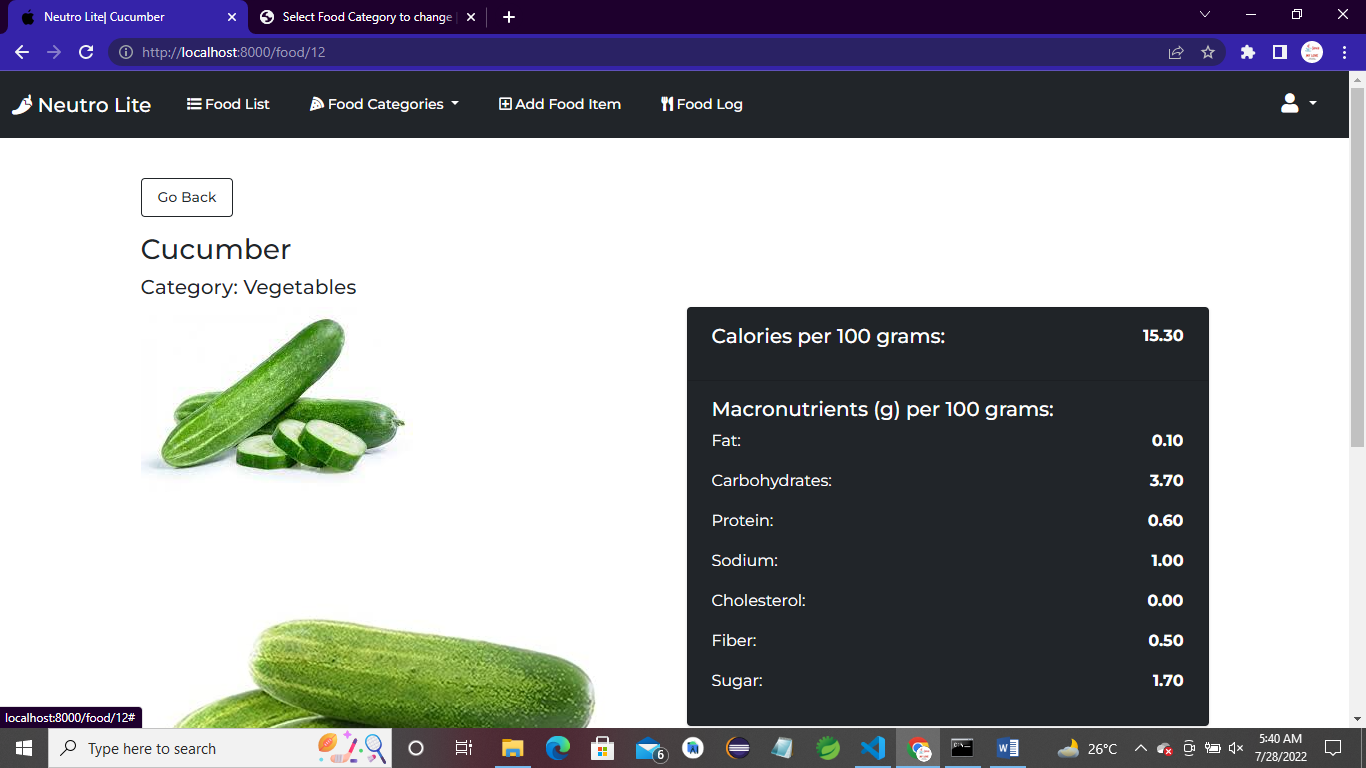 Neutro Lite| Cucumber
Select Food Category to change
http://localhost:8000/food/12
Neutro Lite
Food List
Food Categories
Add Food Item
Food Log
Go Back
Cucumber
Category: Vegetables
Calories per 100 grams: 15.30
Macronutrients (g) per 100 grams:
Fat: 0.10
Carbohydrates: 3.70
Protein: 0.60
Sodium: 1.00
Cholesterol: 0.00
Fiber: 0.50
Sugar: 1.70
localhost:8000/food/12#
Type here to search
6
26°C
5:40 AM
7/28/2022